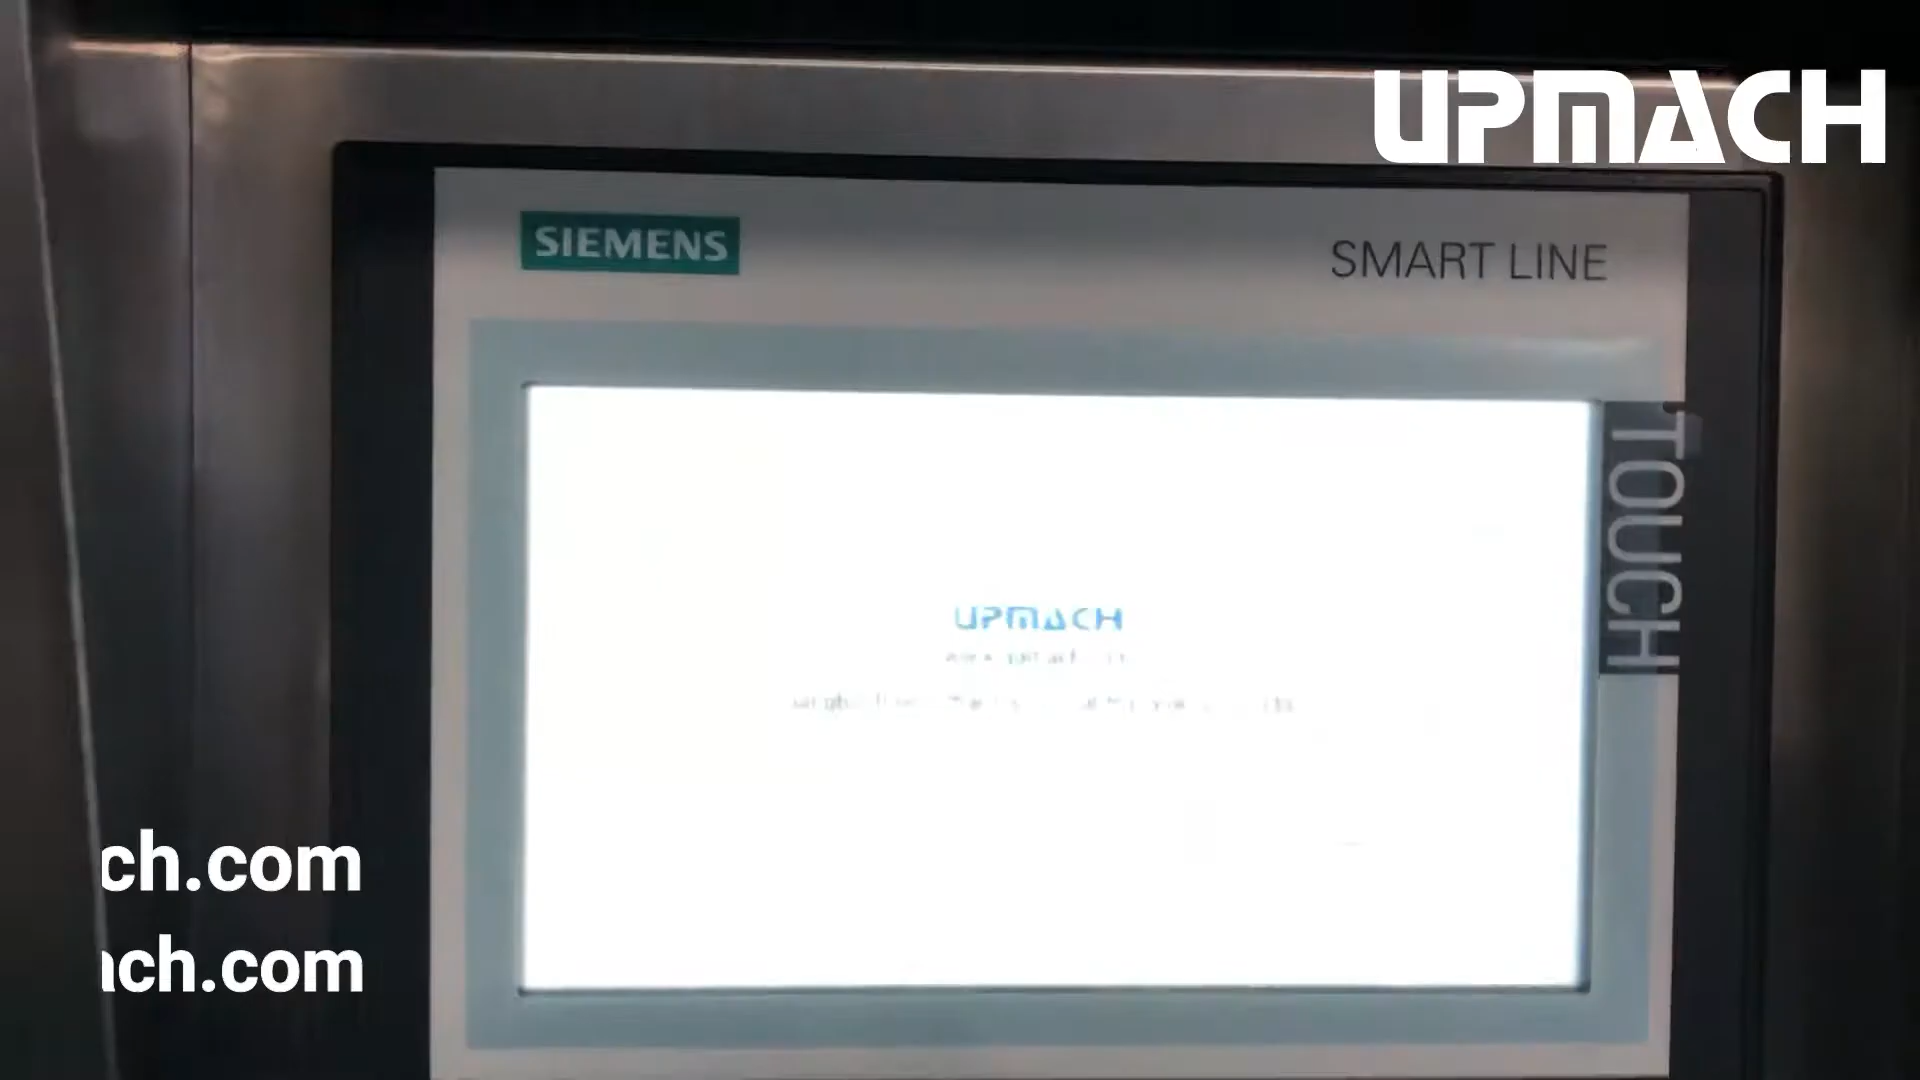 UPMACH
SIEMENS
SMART LINE
TOUCH
UPMACH
ch.com
ach.com